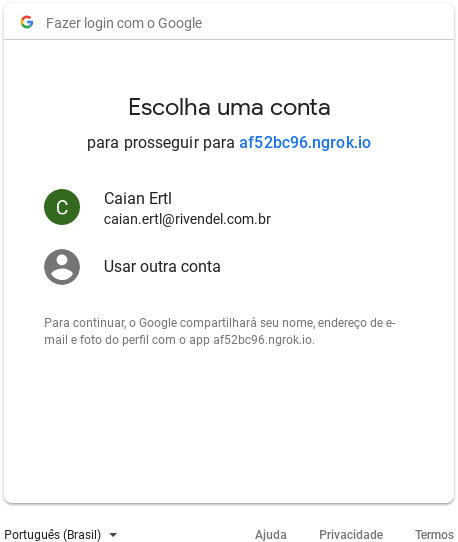 Fazer login com o Google
Escolha uma conta
para prosseguir para af52bc96.ngrok.io
C
Caian Ertl
caian.ertl@rivendel.com.br
Usar outra conta
Para continuar, o Google compartilhará seu nome, endereço de e-
mail e foto do perfil com o app af52bc96.ngrok.io.
Português (Brasil) Ajuda Privacidade Termos